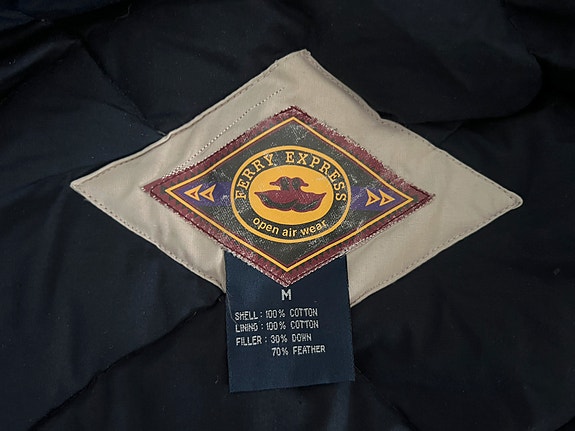 FERRY EXPRESS
open air wear
M
SHELL : 100% COTTON
LINING : 100% COTTON
FILLER : 30% DOWN
70% FEATHER